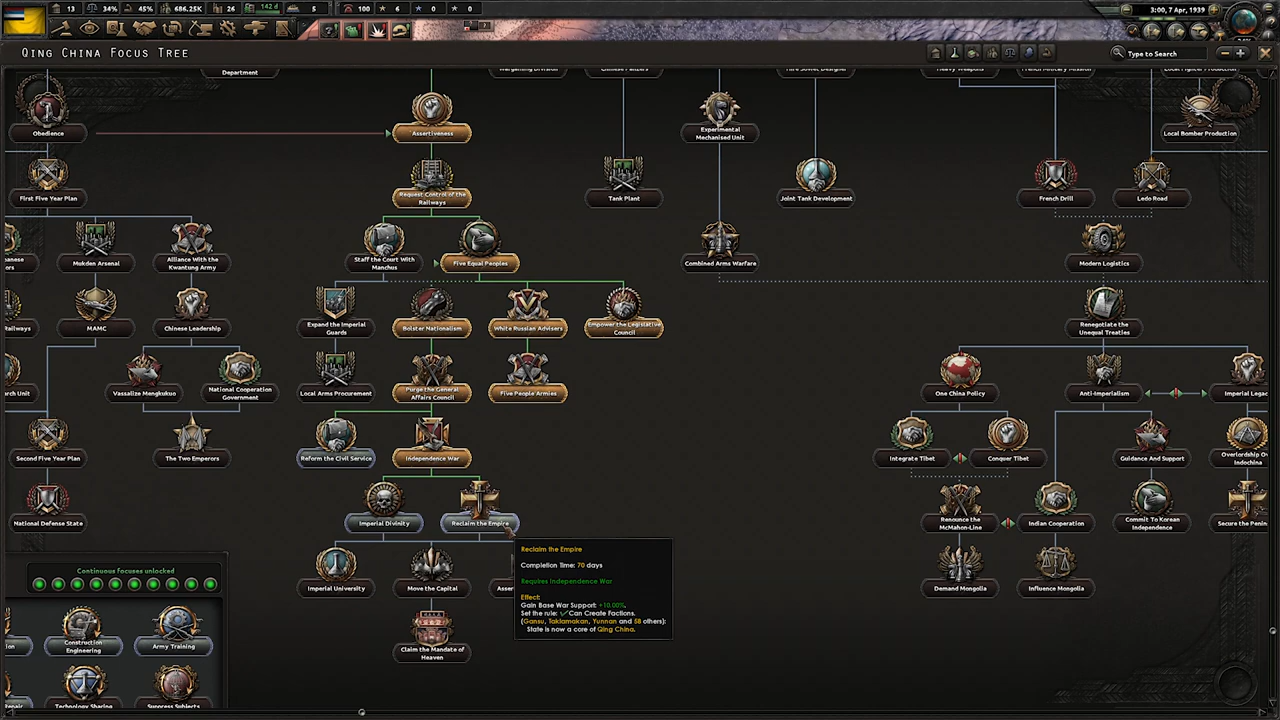 13 34% 45% 686.25K 26 142 d 5 100 6 0 0
3:00, 7 Apr, 1939
QING CHINA FOCUS TREE
Type to Search
Department
Obedience
Assertiveness
Experimental
Mechanised Unit
Local Bomber Production
First Five Year Plan
Request Control of the
Railways
Tank Plant
Joint Tank Development
French Drill
Ledo Road
Mukden Arsenal
Alliance With the
Kwantung Army
Staff the Court With
Manchus
Five Equal Peoples
Combined Arms Warfare
Modern Logistics
Railways
MAMC
Chinese Leadership
Expand the Imperial
Guards
Bolster Nationalism
White Russian Advisers
Empower the Legislative
Council
Renegotiate the
Unequal Treaties
Vassalize Mengkukuo
National Cooperation
Government
Local Arms Procurement
Purge the General
Affairs Council
Five People Armies
One China Policy
Anti-Imperialism
Imperial Legac
Second Five Year Plan
The Two Emperors
Reform the Civil Service
Independence War
Integrate Tibet
Conquer Tibet
Guidance And Support
Overlordship O
Indochina
National Defense State
Imperial Divinity
Reclaim the Empire
Renounce the
McMahon-Line
Indian Cooperation
Commit To Korean
Independence
Secure the Penin
Reclaim the Empire
Completion Time: 70 days
Requires Independence War
Effect:
Gain Base War Support: +10.00%.
Set the rule: Can Create Factions.
(Gansu, Taklamakan, Yunnan and 58 others):
State is now a core of Qing China.
Continuous focuses unlocked
Imperial University
Move the Capital
Asser
Demand Mongolia
Influence Mongolia
Construction
Engineering
Army Training
Claim the Mandate of
Heaven
Repair
Technology Sharing
Suppress Subjects